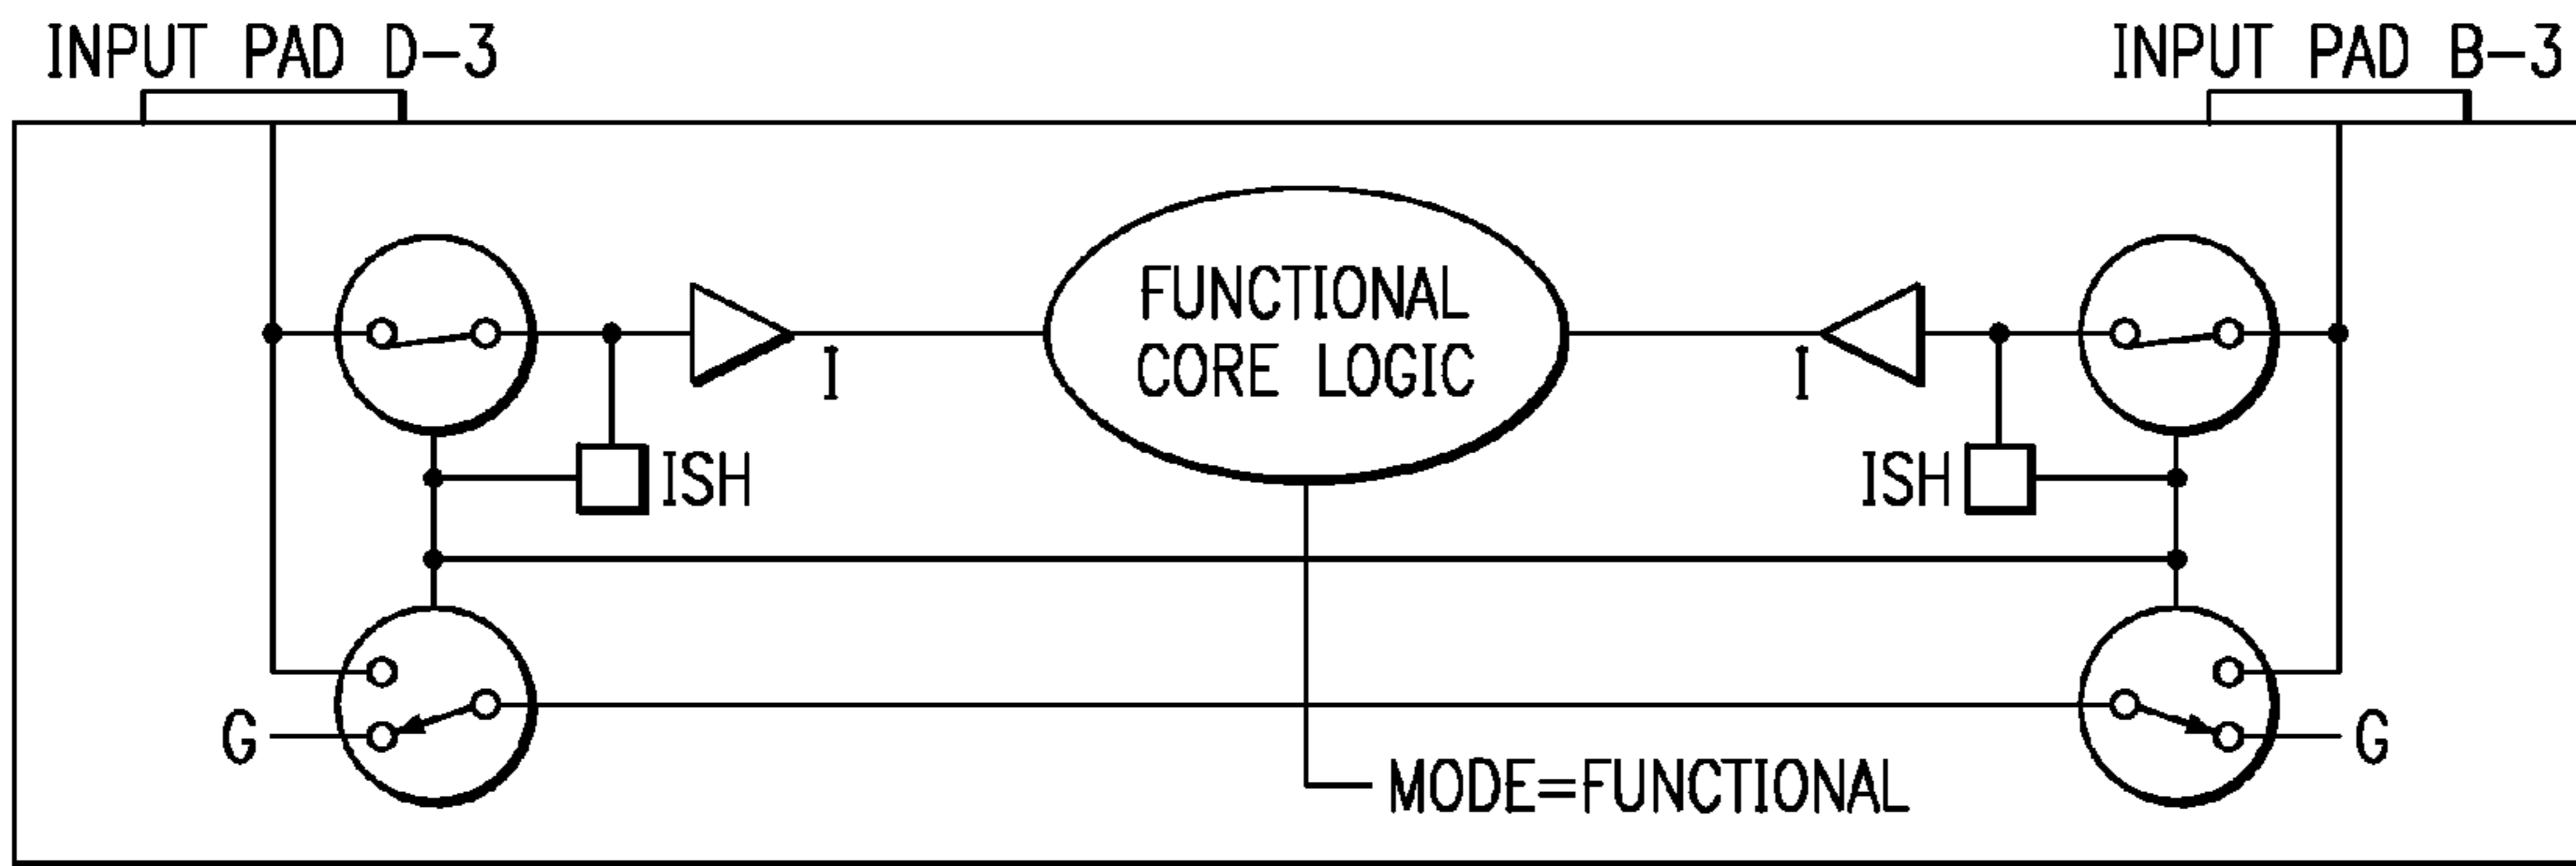 INPUT PAD D-3
INPUT PAD B-3
FUNCTIONAL
CORE LOGIC
I
I
ISH
ISH
G
G
MODE=FUNCTIONAL